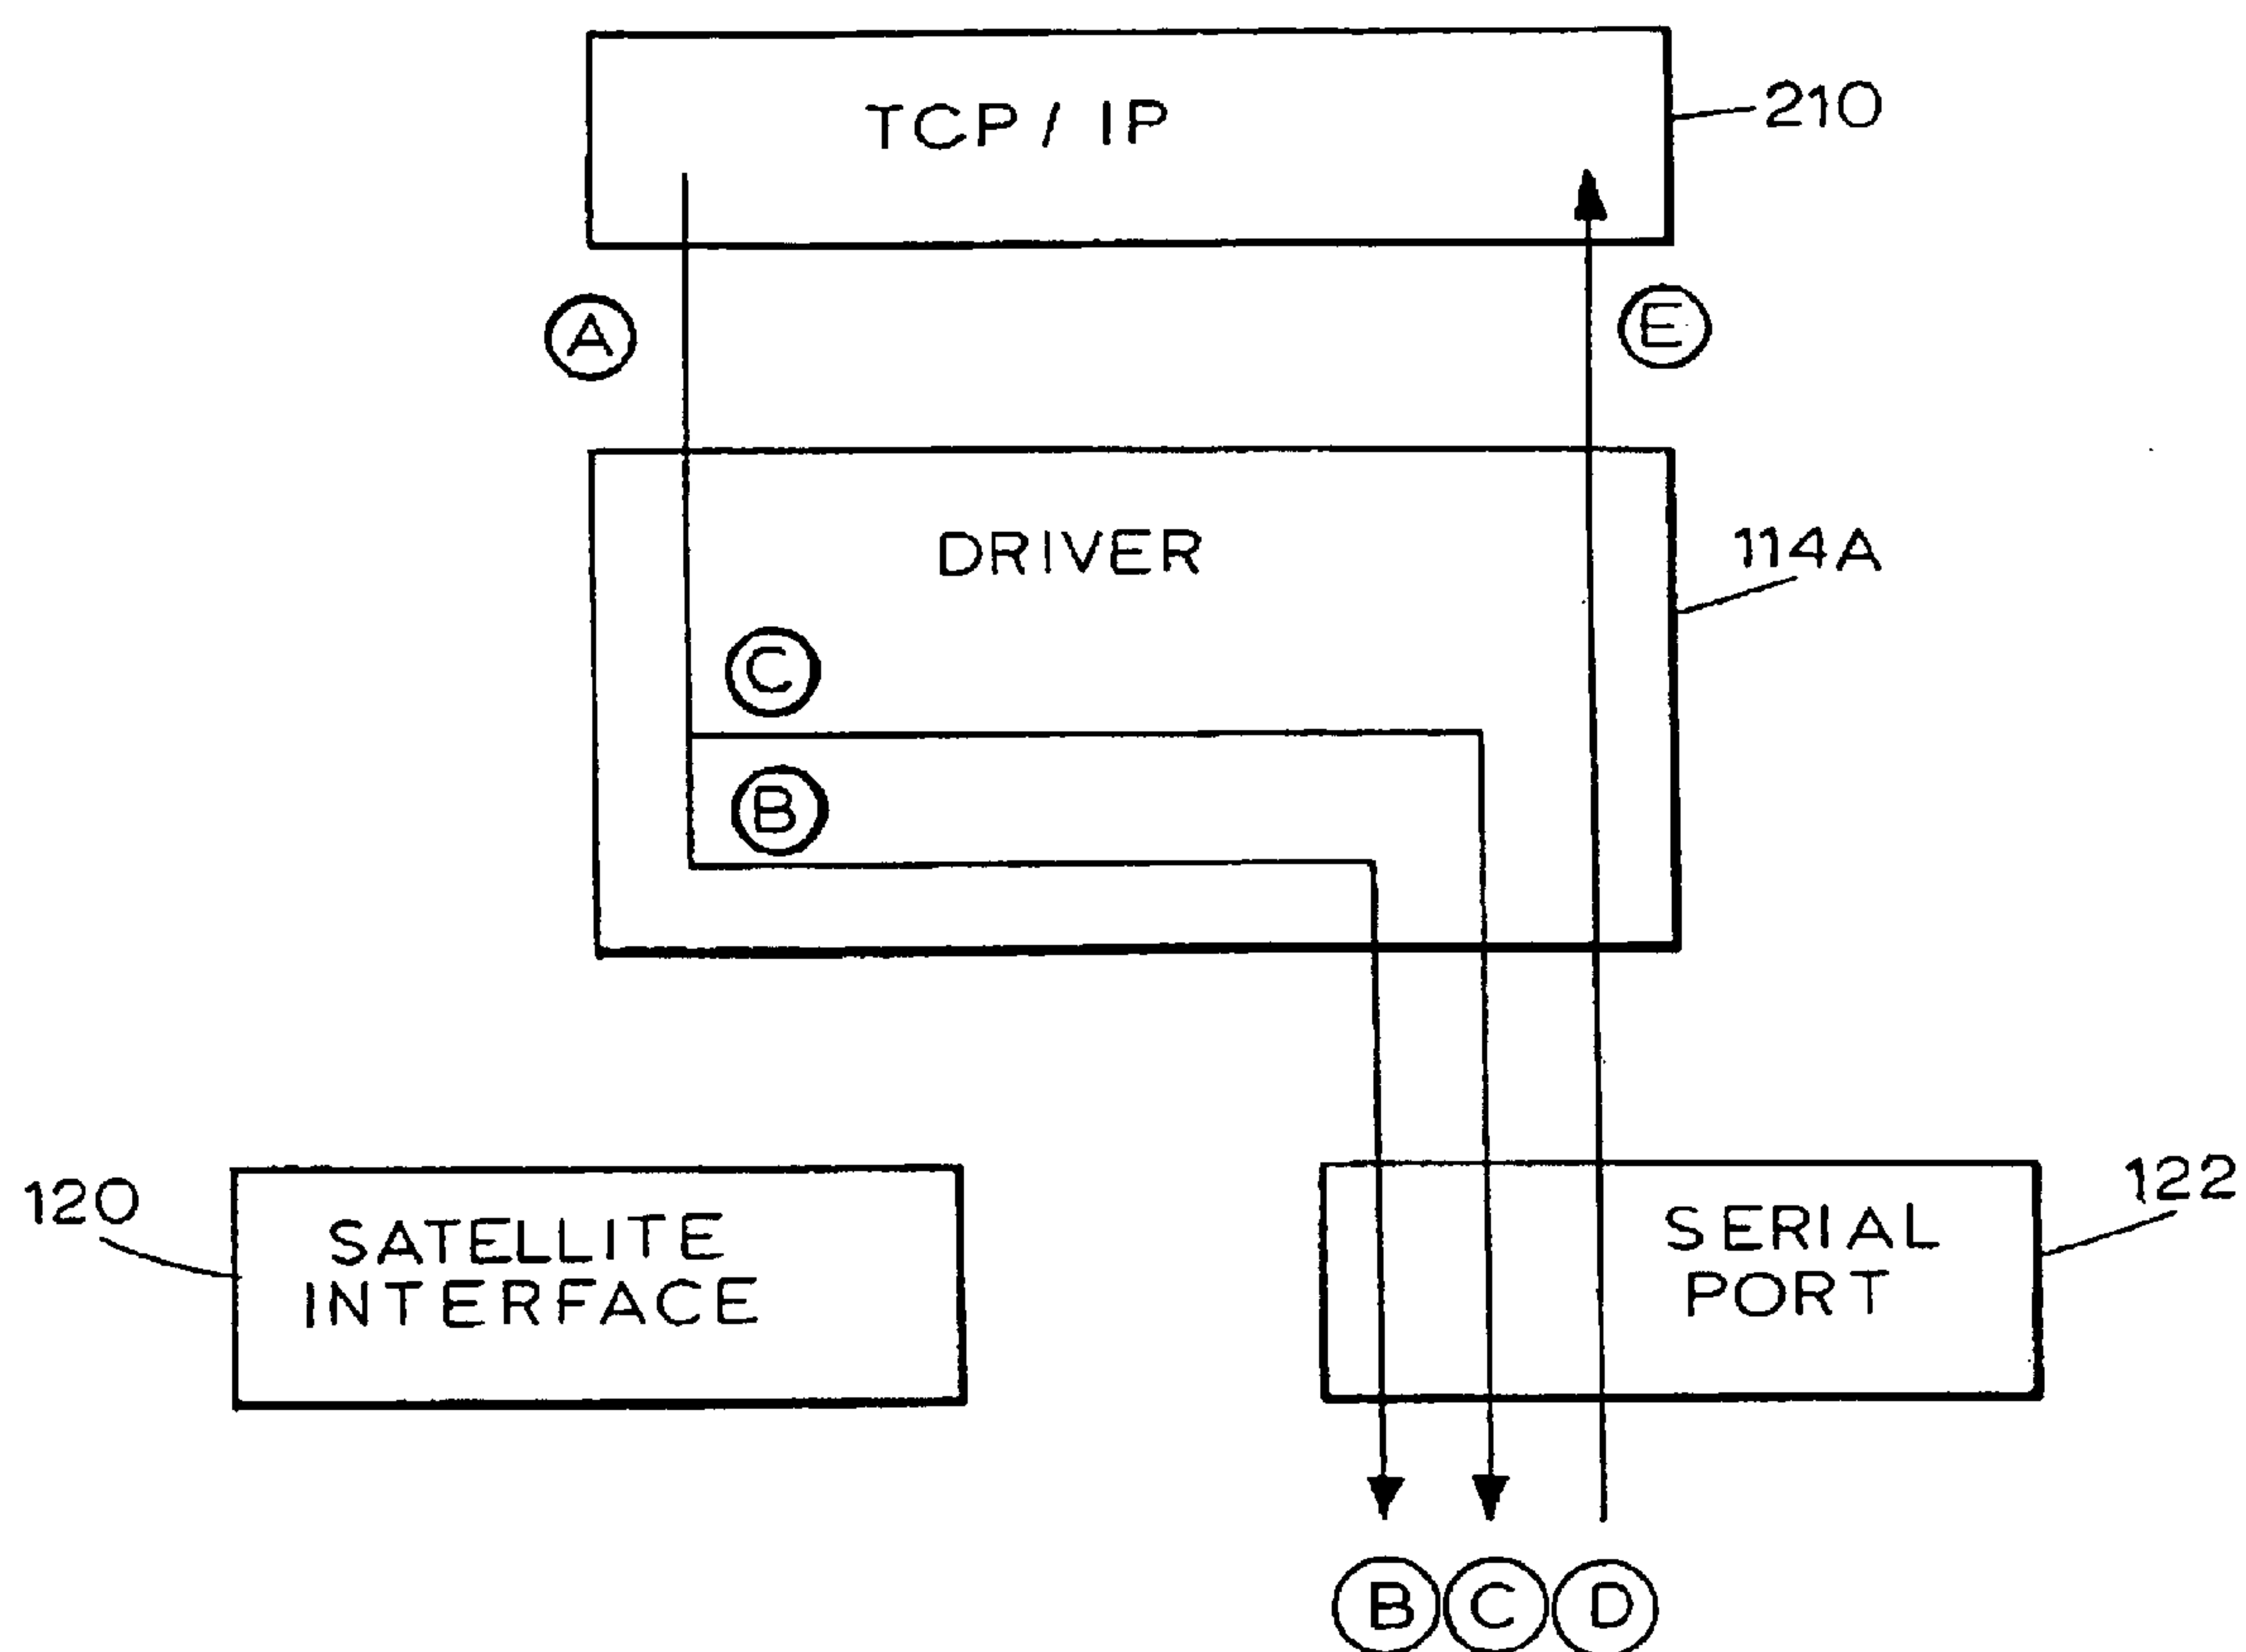 TCP / IP
210
A
E
DRIVER
114A
C
B
120
SATELLITE
INTERFACE
SERIAL
PORT
122
B
C
D